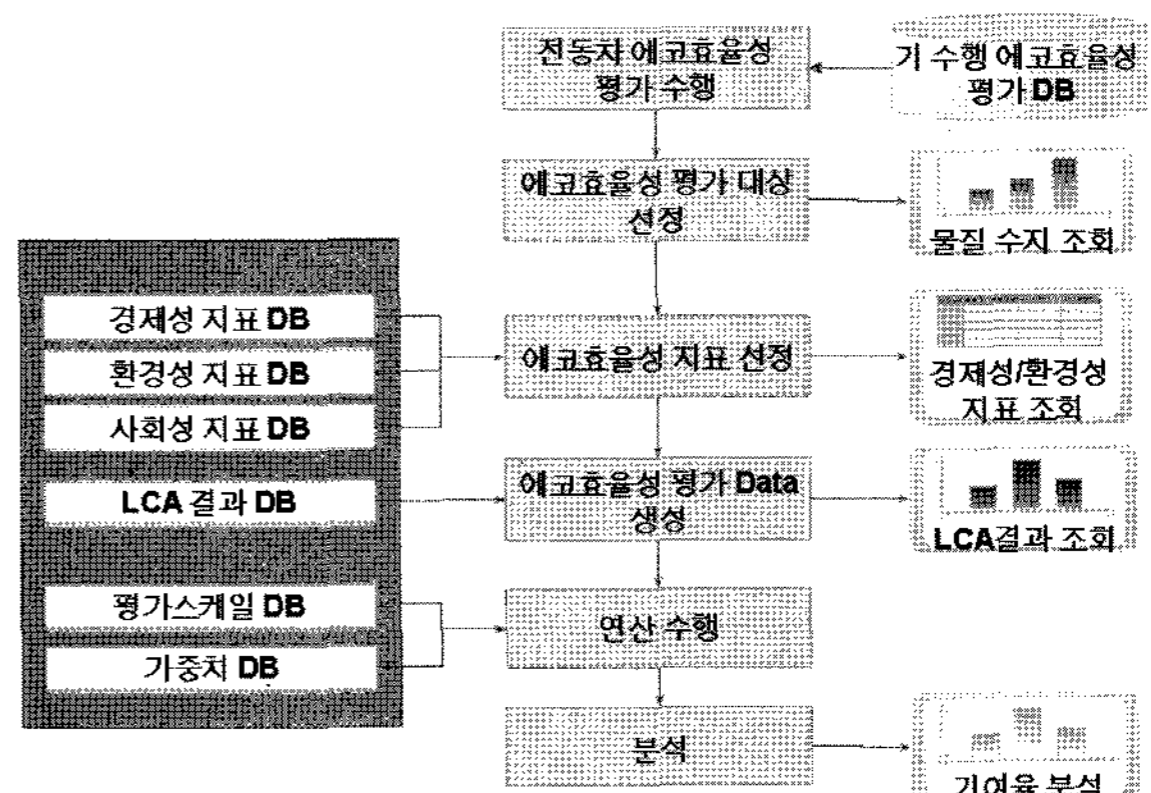 전동차 에코효율성
평가 수행
기 수행 에코효율성
평가 DB
에코효율성 평가 대상
선정
물질 수지 조회
경제성 지표 DB
환경성 지표 DB
사회성 지표 DB
에코효율성 지표 선정
경제성/환경성
지표 조회
LCA 결과 DB
에코효율성 평가 Data
생성
LCA결과 조회
평가스케일 DB
가중치 DB
연산 수행
분석
기여율 분석